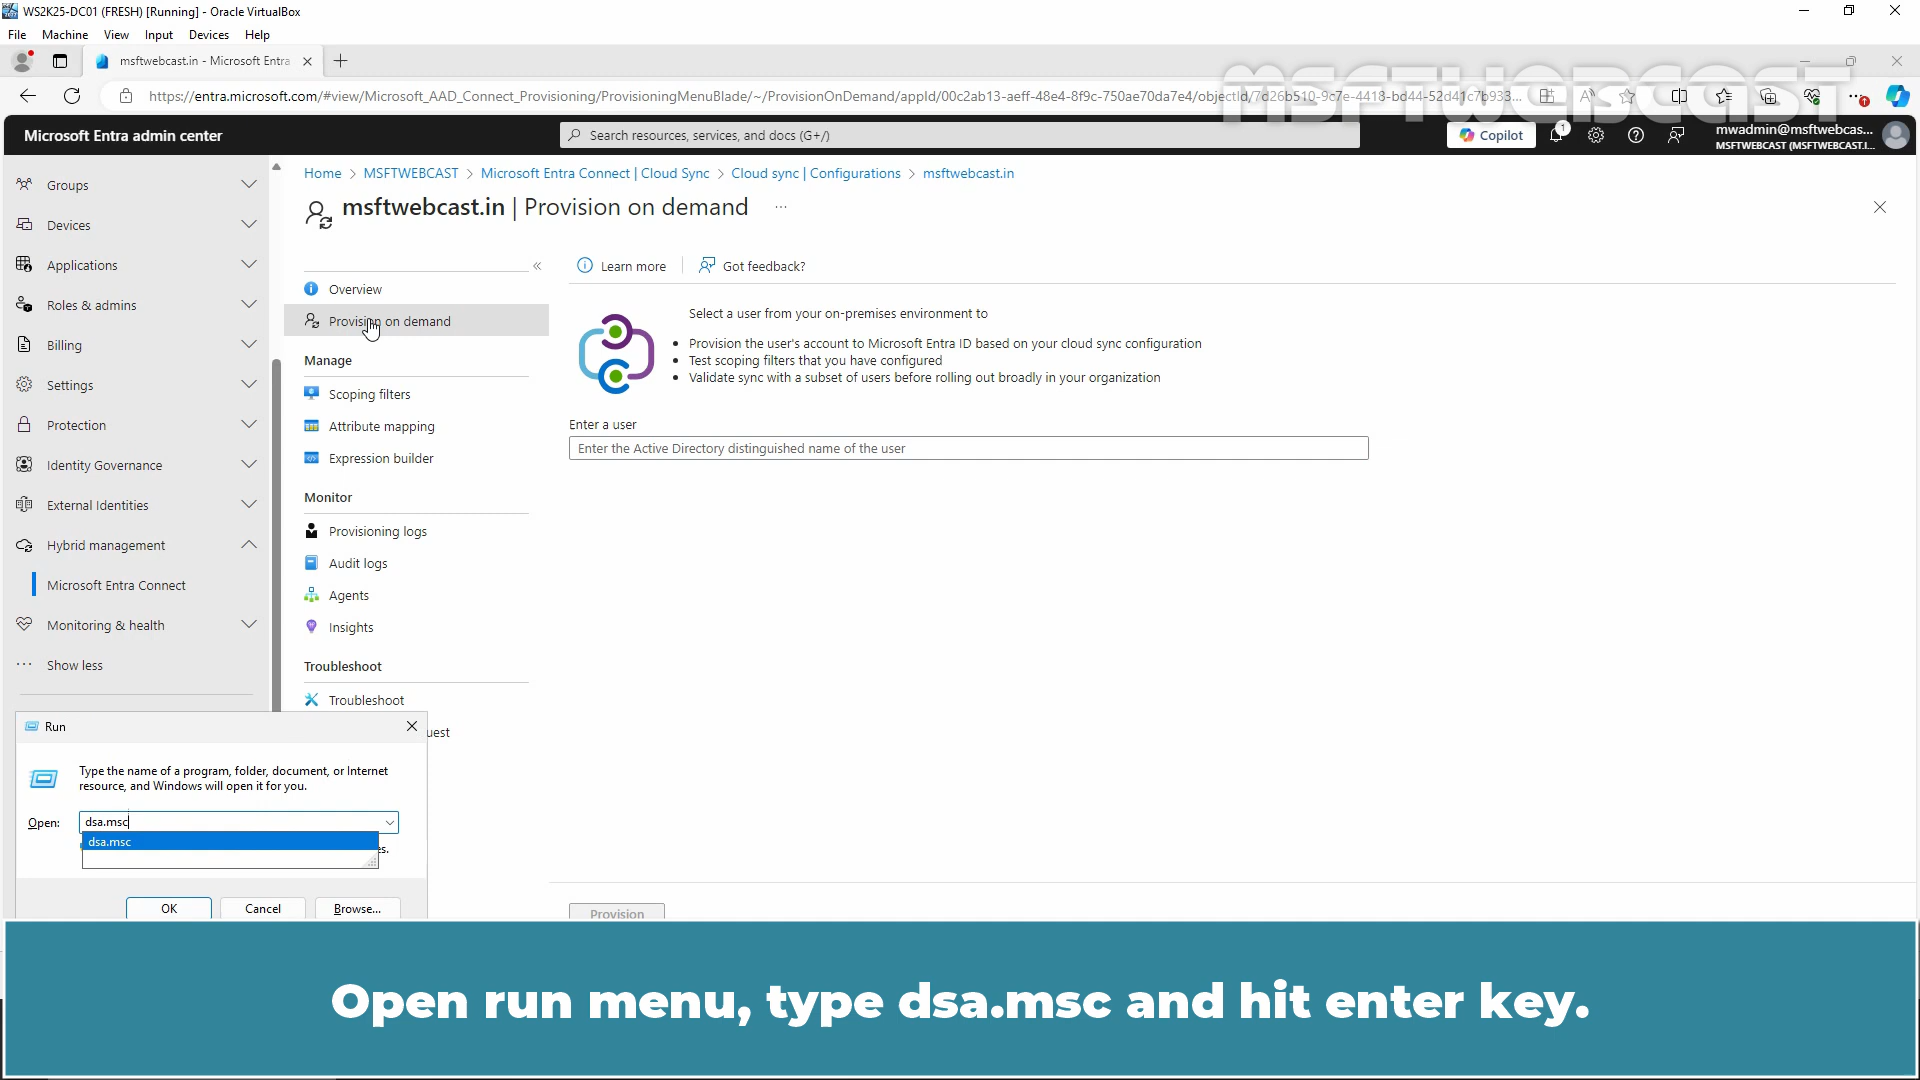 WS2K25-DC01 (FRESH) [Running] - Oracle VirtualBox
File Machine View Input Devices Help
msftwebcast.in - Microsoft Entra
https://entra.microsoft.com/#view/Microsoft_AAD_Connect_Provisioning/ProvisioningMenuBlade/~/ProvisionOnDemand/appId/00c2ab13-aeff-48e4-8f9c-750ae70da7e4/objectid/7d26b510-9c7e-4418-bd44-52d41c7b933...
MSFTWEBCAST
Microsoft Entra admin center
Search resources, services, and docs (G+/)
Copilot
1
mwadmin@msftwebcas...
MSFTWEBCAST (MSFTWEBCAST.I...
Groups
Devices
Applications
Roles & admins
Billing
Settings
Protection
Identity Governance
External Identities
Hybrid management
Microsoft Entra Connect
Monitoring & health
Show less
Home > MSFTWEBCAST > Microsoft Entra Connect | Cloud Sync > Cloud sync | Configurations > msftwebcast.in
msftwebcast.in | Provision on demand ...
Overview
Provision on demand
Manage
Scoping filters
Attribute mapping
Expression builder
Monitor
Provisioning logs
Audit logs
Agents
Insights
Troubleshoot
Troubleshoot
uest
Learn more
Got feedback?
Select a user from your on-premises environment to
• Provision the user's account to Microsoft Entra ID based on your cloud sync configuration
• Test scoping filters that you have configured
• Validate sync with a subset of users before rolling out broadly in your organization
Enter a user
Enter the Active Directory distinguished name of the user
Provision
Run
Type the name of a program, folder, document, or Internet
resource, and Windows will open it for you.
Open: dsa.msc
dsa.msc
es.
OK Cancel Browse...
Open run menu, type dsa.msc and hit enter key.